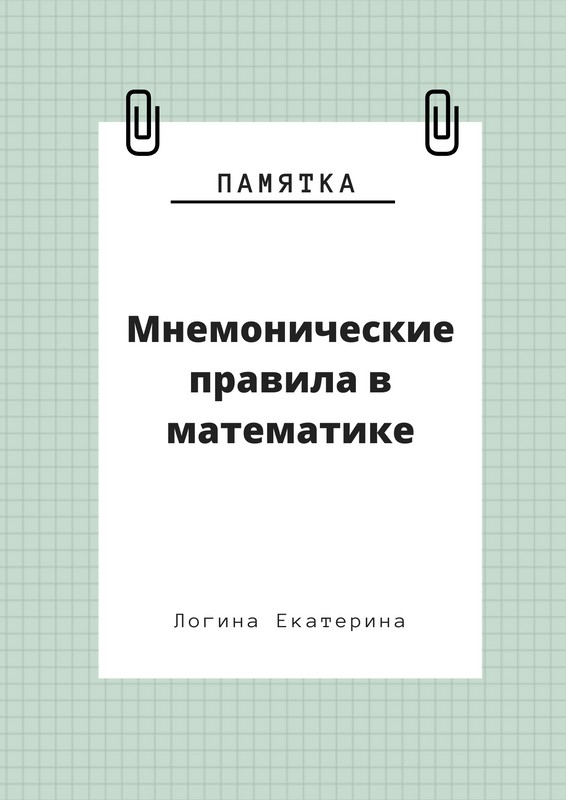 ПАМЯТКА
Мнемонические
правила в
математике
Логина Екатерина